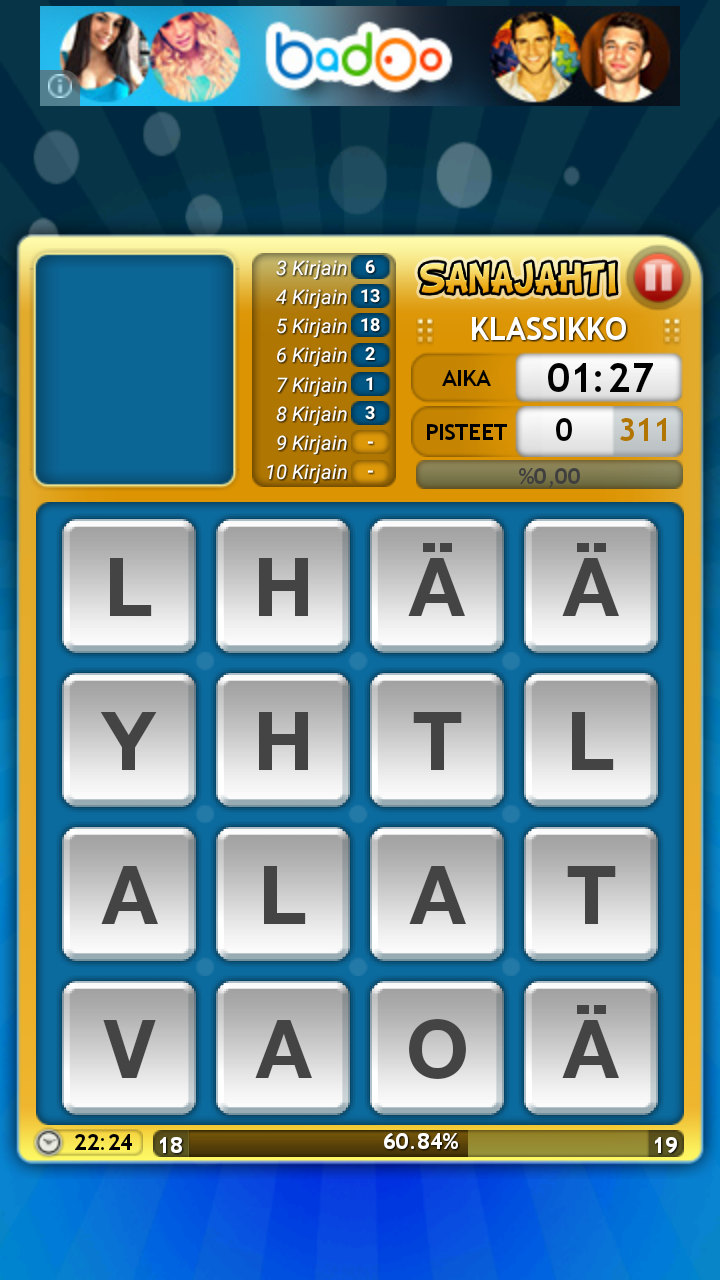 badoo
3 Kirjain 6
4 Kirjain 13
5 Kirjain 18
6 Kirjain 2
7 Kirjain 1
8 Kirjain 3
9 Kirjain -
10 Kirjain -
SANAJAHTI
KLASSIKKO
AIKA 01:27
PISTEET 0 311
%0,00
L H Ä Ä
Y H T L
A L A T
V A O Ä
22:24 18 60.84% 19